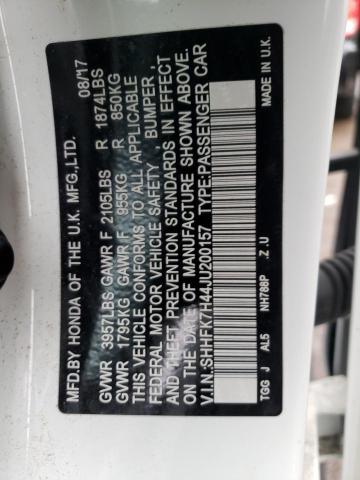 MFD.BY HONDA OF THE U.K. MFG.,LTD. 08/17
GVWR 3957LBS GAWR F 2105LBS R 1874LBS
GVWR 1795KG GAWR F 955KG R 850KG
THIS VEHICLE CONFORMS TO ALL APPLICABLE
FEDERAL MOTOR VEHICLE SAFETY , BUMPER ,
AND THEFT PREVENTION STANDARDS IN EFFECT
ON THE DATE OF MANUFACTURE SHOWN ABOVE.
V.I.N.:SHHFK7H44JU200157 TYPE:PASSENGER CAR
TGG J AL5 NH788P .Z .U MADE IN U.K.